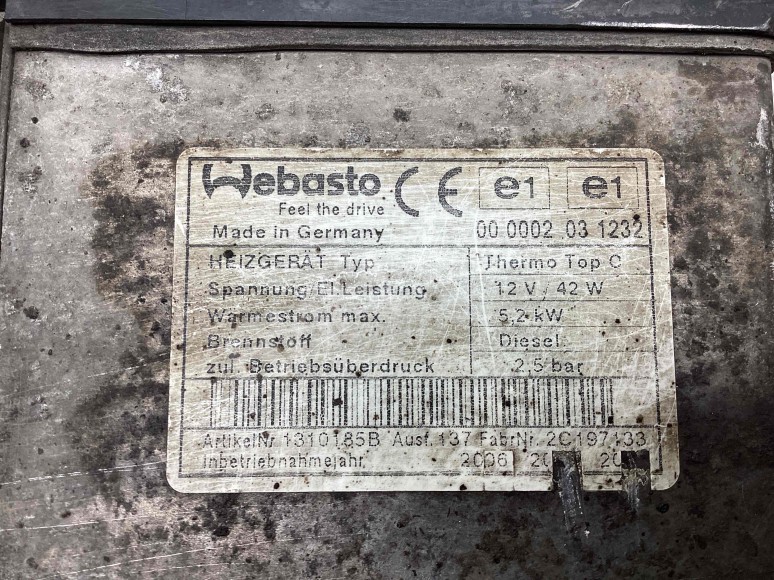 Webasto CE e1 e1
Feel the drive
Made in Germany 00 0002 03 1232
HEIZGERÄT Typ Thermo Top C
Spannung/El.Leistung 12 V / 42 W
Wärmestrom max. 5,2 kW
Brennstoff Diesel
zul. Betriebsüberdruck 2,5 bar
ArtikelNr. 1310185B Ausf. 137 FabrNr. 2C197133
Inbetriebnahmejahr 2006